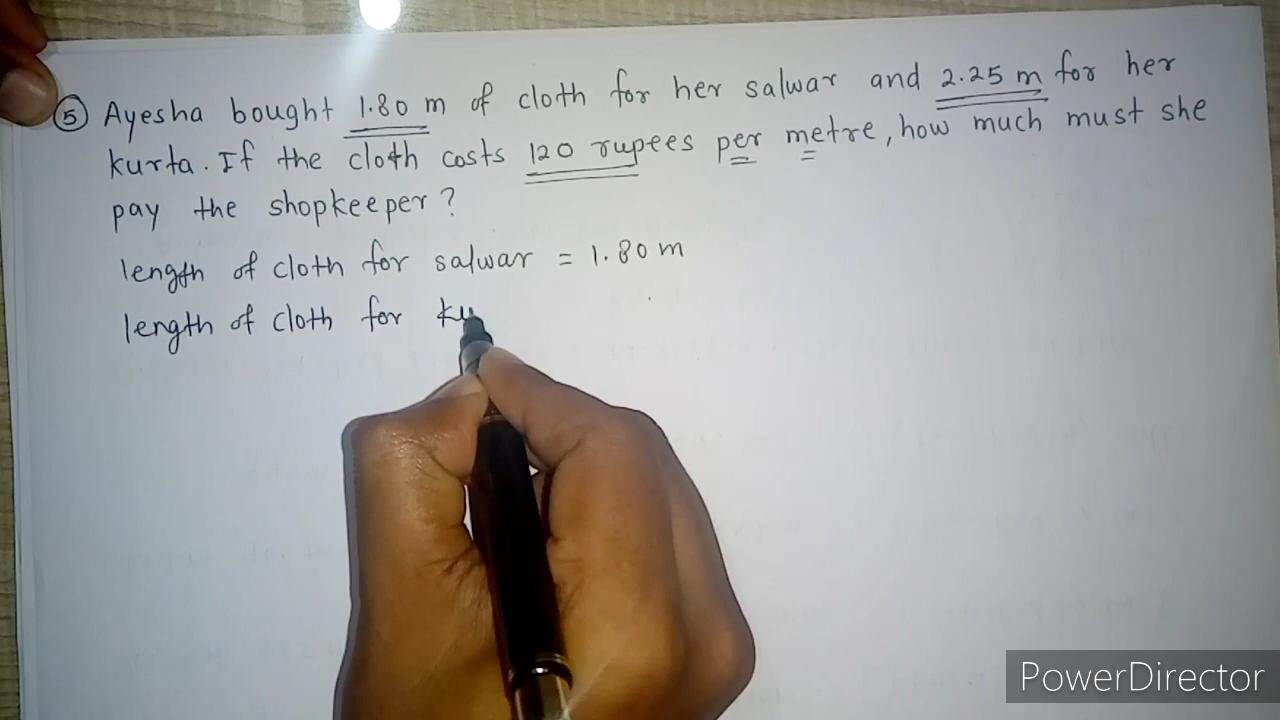 5 Ayesha bought 1.80 m of cloth for her salwar and 2.25 m for her
kurta. If the cloth costs 120 rupees per metre, how much must she
pay the shopkeeper?
length of cloth for salwar = 1.80 m
length of cloth for ku
PowerDirector